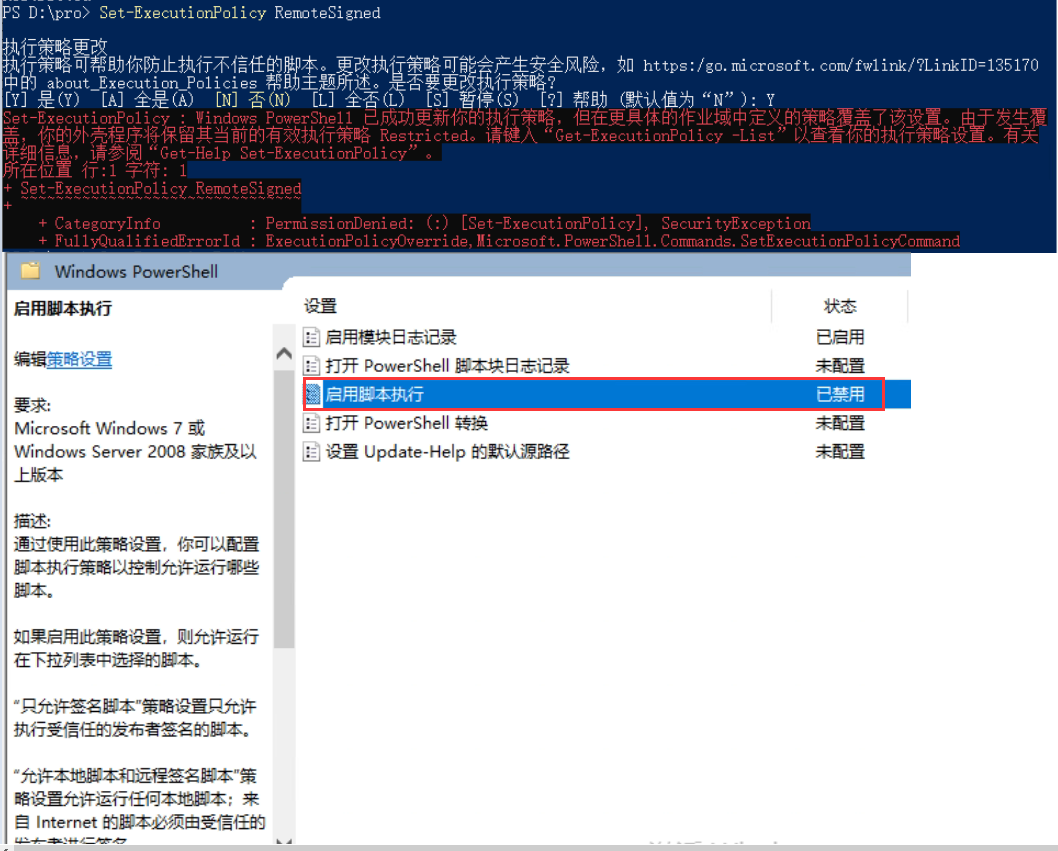 PS D:\pro> Set-ExecutionPolicy RemoteSigned
执行策略更改
执行策略可帮助你防止执行不信任的脚本。更改执行策略可能会产生安全风险，如 https:/go.microsoft.com/fwlink/?LinkID=135170
中的 about_Execution_Policies 帮助主题所述。是否要更改执行策略?
[Y] 是(Y)  [A] 全是(A)  [N] 否(N)  [L] 全否(L)  [S] 暂停(S)  [?] 帮助 (默认值为“N”): Y
Set-ExecutionPolicy : Windows PowerShell 已成功更新你的执行策略，但在更具体的作业域中定义的策略覆盖了该设置。由于发生覆
盖，你的外壳程序将保留其当前的有效执行策略 Restricted。请键入“Get-ExecutionPolicy -List”以查看你的执行策略设置。有关
详细信息，请参阅“Get-Help Set-ExecutionPolicy”。
所在位置 行:1 字符: 1
+ Set-ExecutionPolicy RemoteSigned
+ ~~~~~~~~~~~~~~~~~~~~~~~~~~~~~~~~
+ CategoryInfo          : PermissionDenied: (:) [Set-ExecutionPolicy], SecurityException
+ FullyQualifiedErrorId : ExecutionPolicyOverride,Microsoft.PowerShell.Commands.SetExecutionPolicyCommand
Windows PowerShell
启用脚本执行
编辑策略设置
要求:
Microsoft Windows 7 或
Windows Server 2008 家族及以
上版本
描述:
通过使用此策略设置，你可以配置
脚本执行策略以控制允许运行哪些
脚本。
如果启用此策略设置，则允许运行
在下拉列表中选择的脚本。
“只允许签名脚本”策略设置只允许
执行受信任的发布者签名的脚本。
“允许本地脚本和远程签名脚本”策
略设置允许运行任何本地脚本；来
自 Internet 的脚本必须由受信任的
发布者进行签名
设置 状态
启用模块日志记录 已启用
打开 PowerShell 脚本块日志记录 未配置
启用脚本执行 已禁用
打开 PowerShell 转换 未配置
设置 Update-Help 的默认源路径 未配置